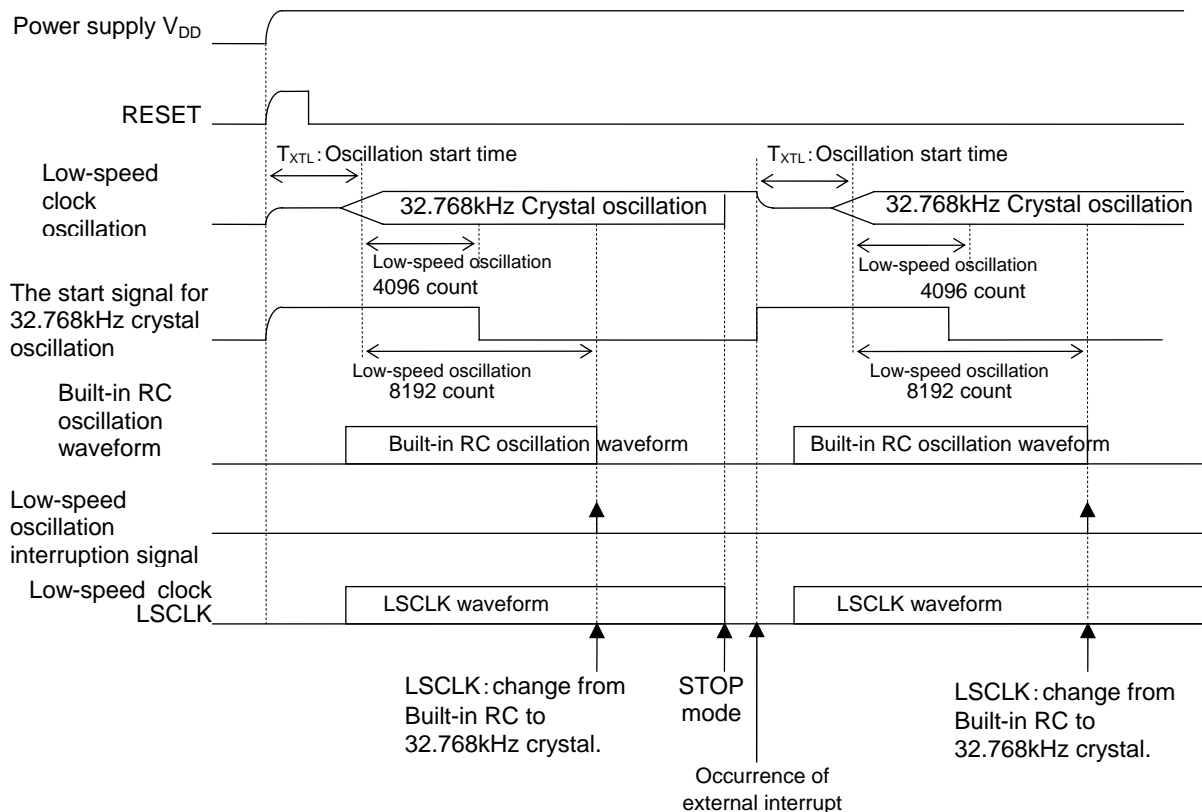 Power supply VDD
RESET
TXTL: Oscillation start time
TXTL: Oscillation start time
Low-speed
clock
oscillation
32.768kHz Crystal oscillation
32.768kHz Crystal oscillation
Low-speed oscillation
4096 count
Low-speed oscillation
4096 count
The start signal for
32.768kHz crystal
oscillation
Low-speed oscillation
8192 count
Low-speed oscillation
8192 count
Built-in RC
oscillation
waveform
Built-in RC oscillation waveform
Built-in RC oscillation waveform
Low-speed
oscillation
interruption signal
Low-speed clock
LSCLK
LSCLK waveform
LSCLK waveform
LSCLK: change from
Built-in RC to
32.768kHz crystal.
STOP
mode
LSCLK: change from
Built-in RC to
32.768kHz crystal.
Occurrence of
external interrupt